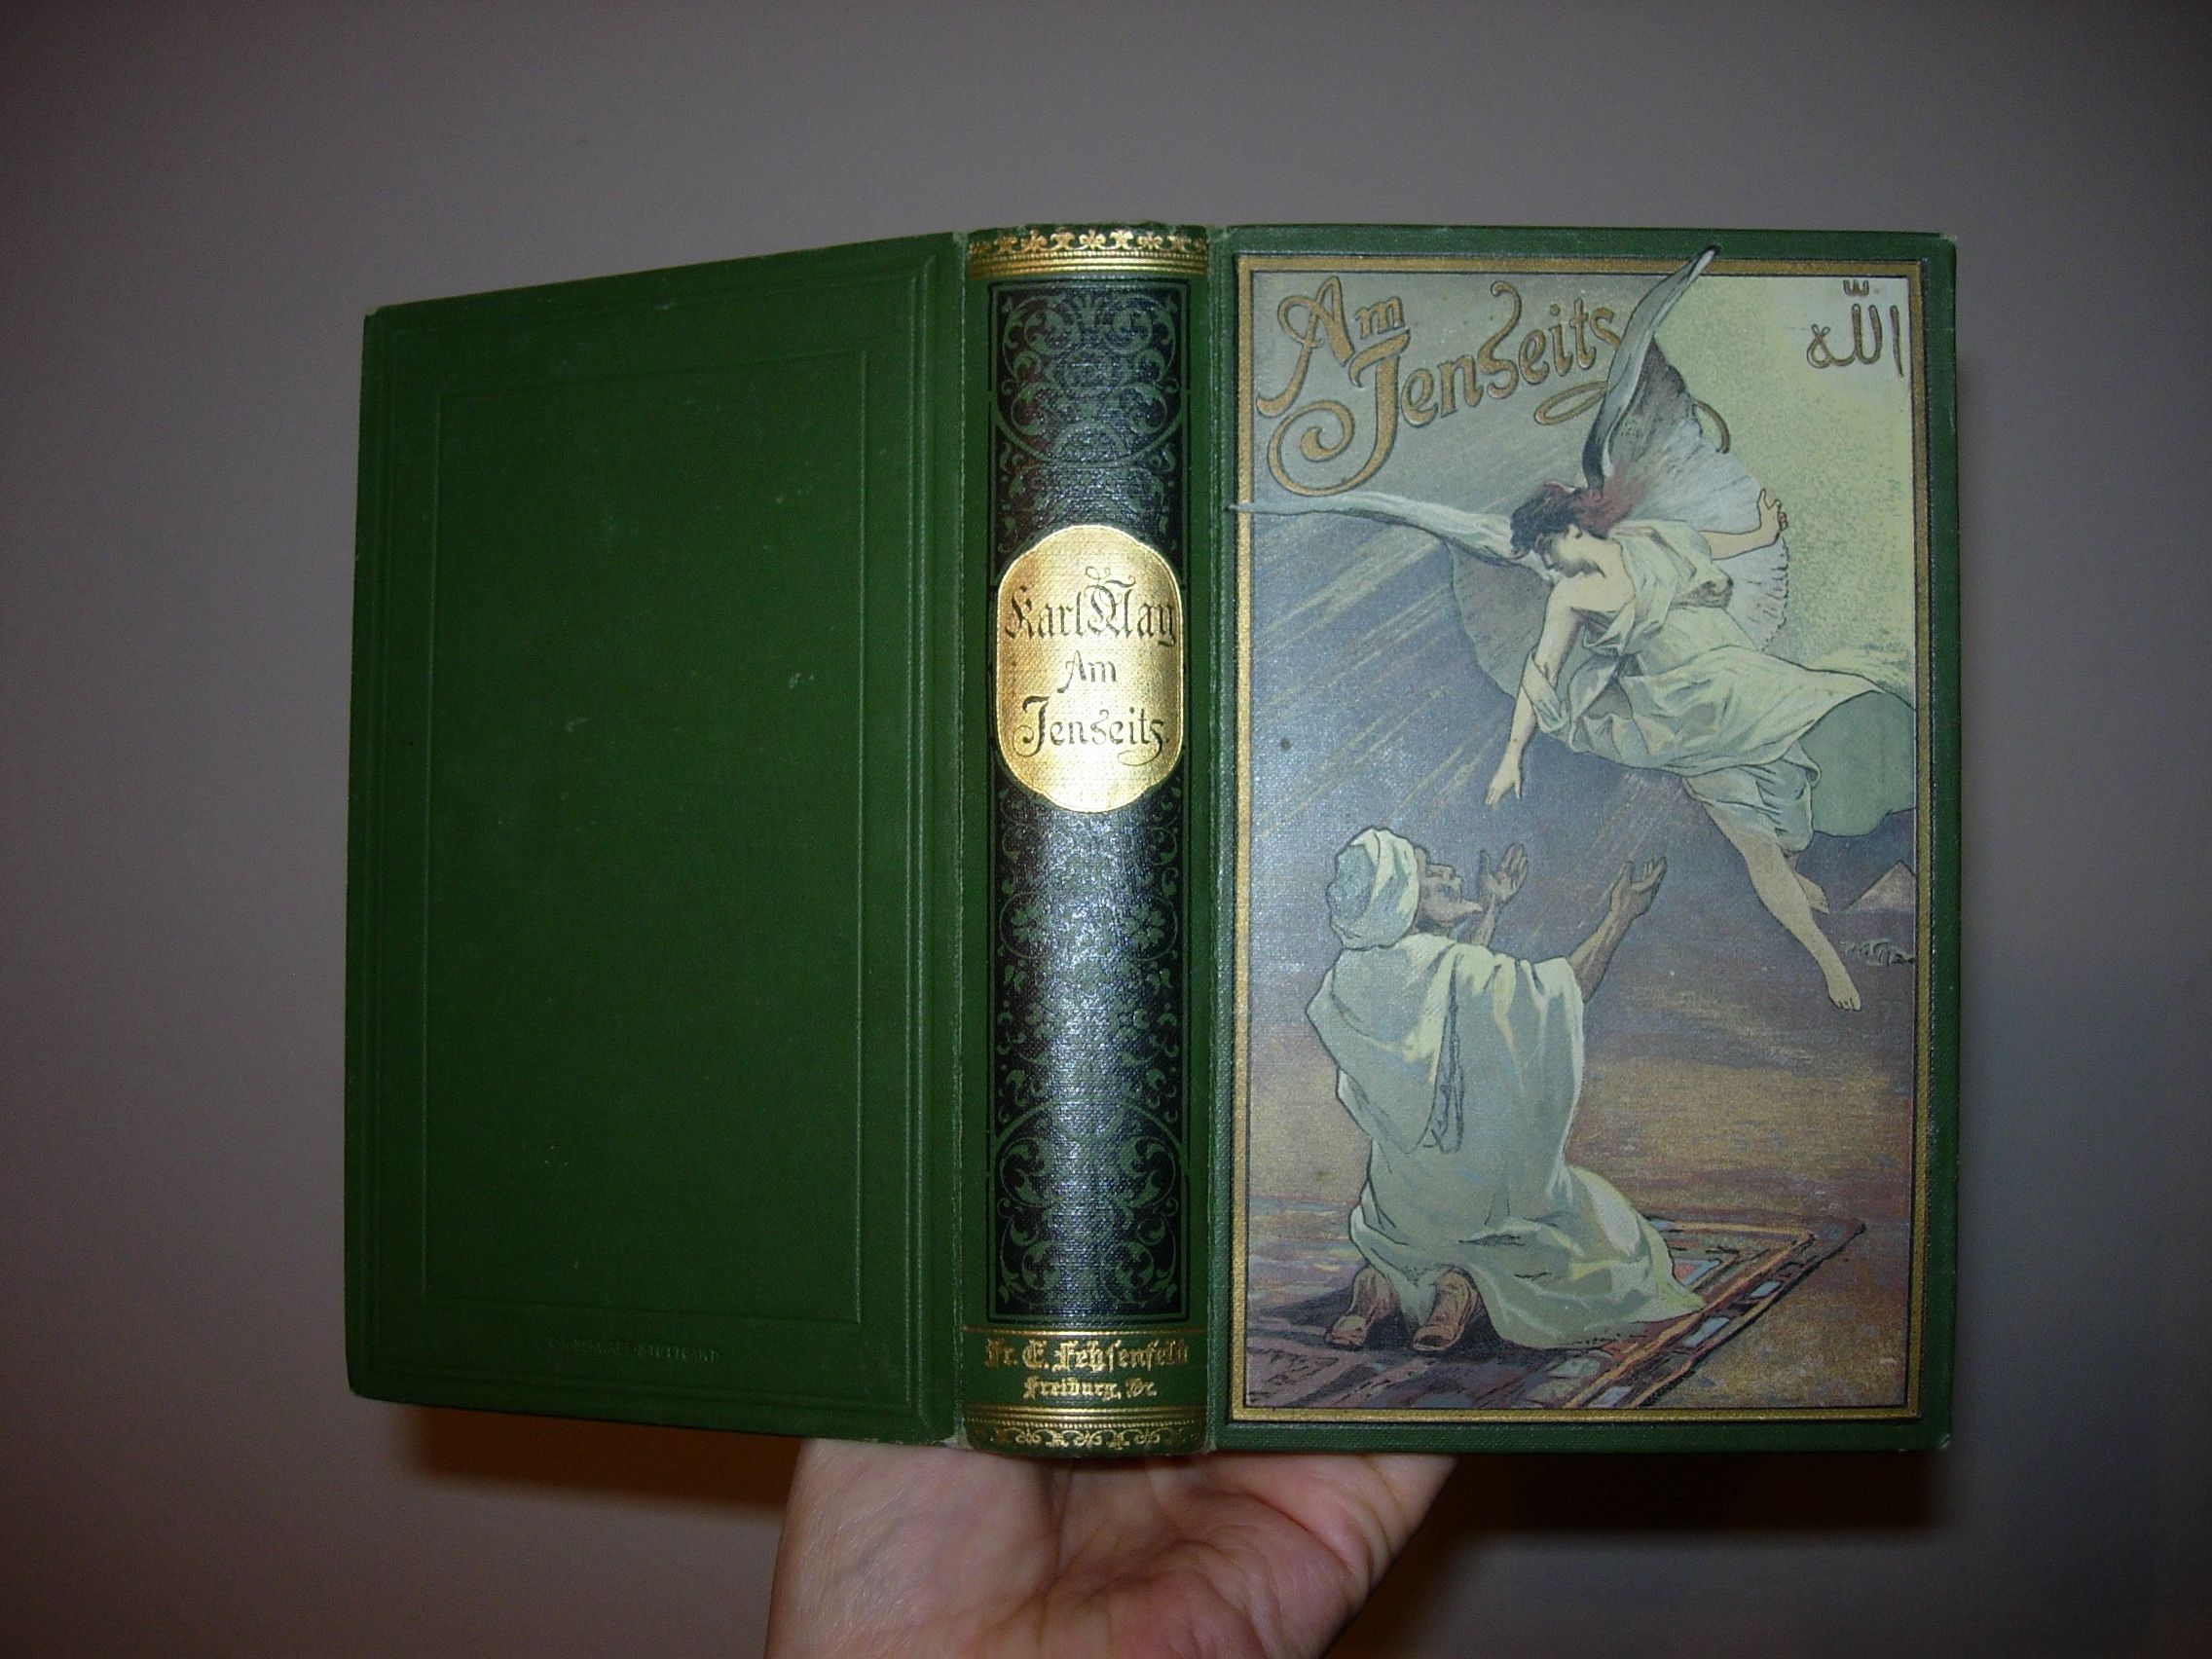 Karl May
Am
Jenseits
Fr. E. Fehsenfeld
Freiburg, Br.
Am
Jenseits
الله